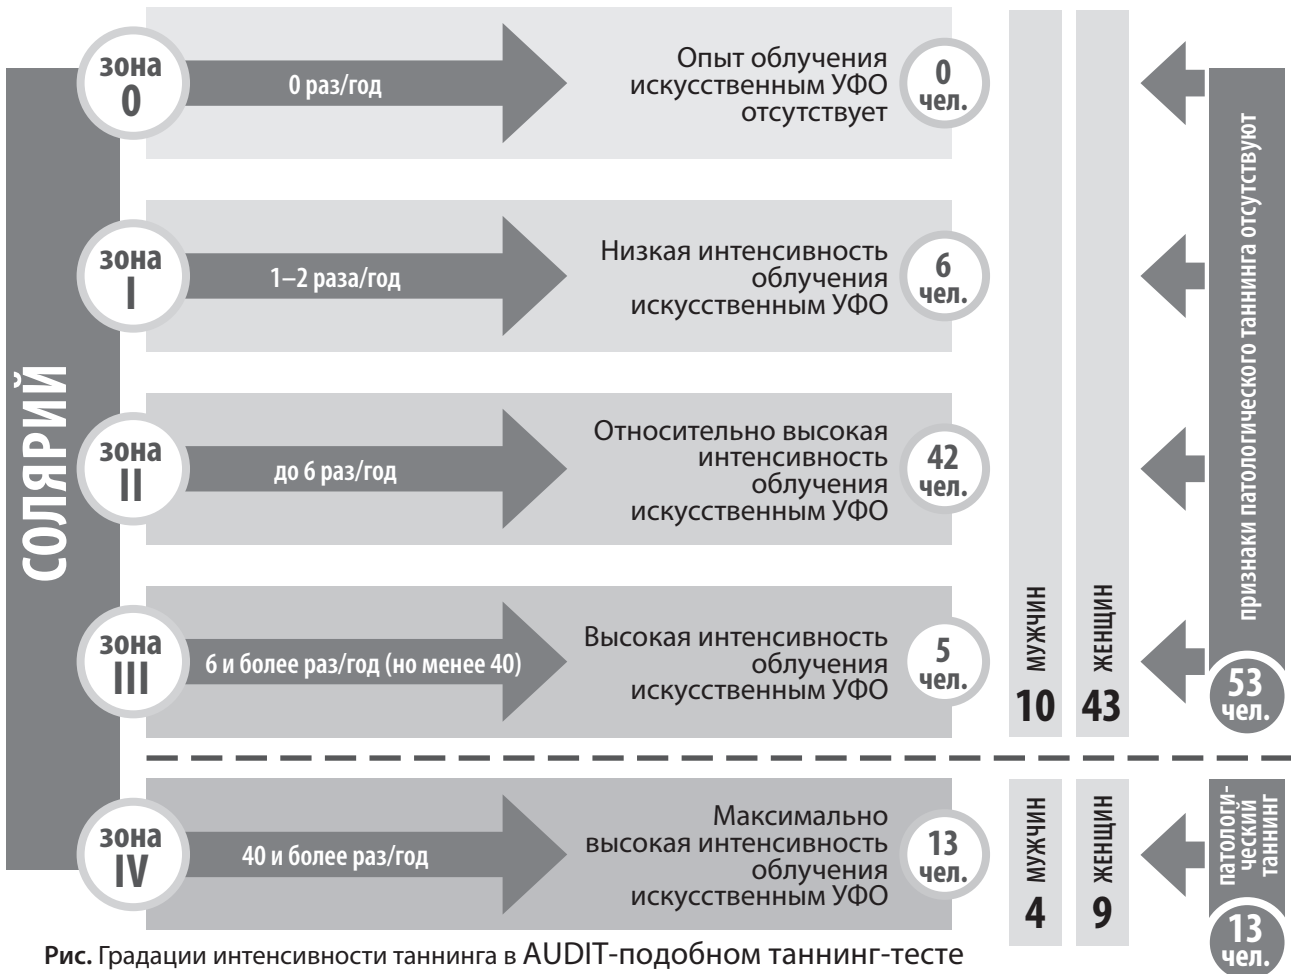 СОЛЯРИЙ
зона
0
0 раз/год
Опыт облучения
искусственным УФО
отсутствует
0
чел.
зона
I
1–2 раза/год
Низкая интенсивность
облучения
искусственным УФО
6
чел.
зона
II
до 6 раз/год
Относительно высокая
интенсивность
облучения
искусственным УФО
42
чел.
зона
III
6 и более раз/год (но менее 40)
Высокая интенсивность
облучения
искусственным УФО
5
чел.
10 МУЖЧИН
43 ЖЕНЩИН
признаки патологического таннинга отсутствуют
53
чел.
зона
IV
40 и более раз/год
Максимально
высокая интенсивность
облучения
искусственным УФО
13
чел.
4 МУЖЧИН
9 ЖЕНЩИН
патологи-
ческий
таннинг
13
чел.
Рис. Градации интенсивности таннинга в AUDIT-подобном таннинг-тесте